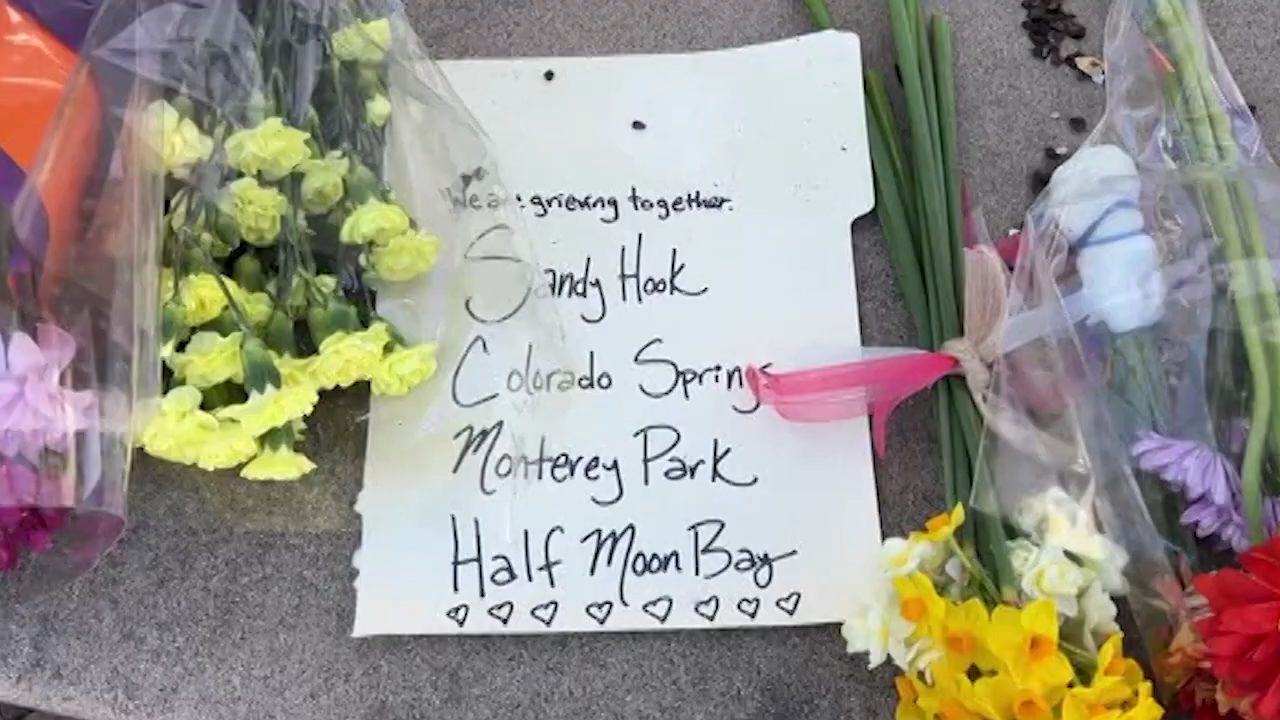 We are grieving together.
Sandy Hook
Colorado Springs
Monterey Park
Half Moon Bay